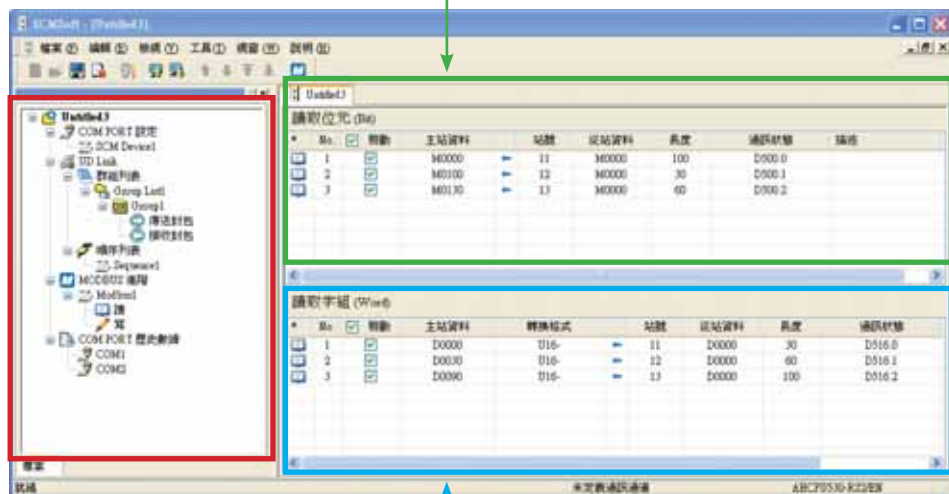 SCMSoft - [Untitled3]
檔案(F) 編輯(E) 檢視(V) 工具(T) 視窗(W) 說明(H)
Untitled3
COM PORT 設定
SCM Device1
UD Link
群組列表
Group List1
Group1
傳送封包
接收封包
順序列表
Sequence1
MODBUS 進階
Modbus1
讀
寫
COM PORT 歷史數據
COM1
COM2
專案
Untitled3
讀取位元 (Bit)
* No. 啟動 主站資料 站號 從站資料 長度 通訊狀態 描述
1 M0000 11 M0000 100 D500.0
2 M0100 12 M0000 30 D500.1
3 M0130 13 M0000 60 D500.2
讀取字組 (Word)
* No. 啟動 主站資料 轉換格式 站號 從站資料 長度 通訊狀態
1 D0000 U16- 11 D0000 30 D516.0
2 D0030 U16- 12 D0000 60 D516.1
3 D0090 U16- 13 D0000 100 D516.2
就緒 未定義通訊通道 AHCPU530-RS2/EN